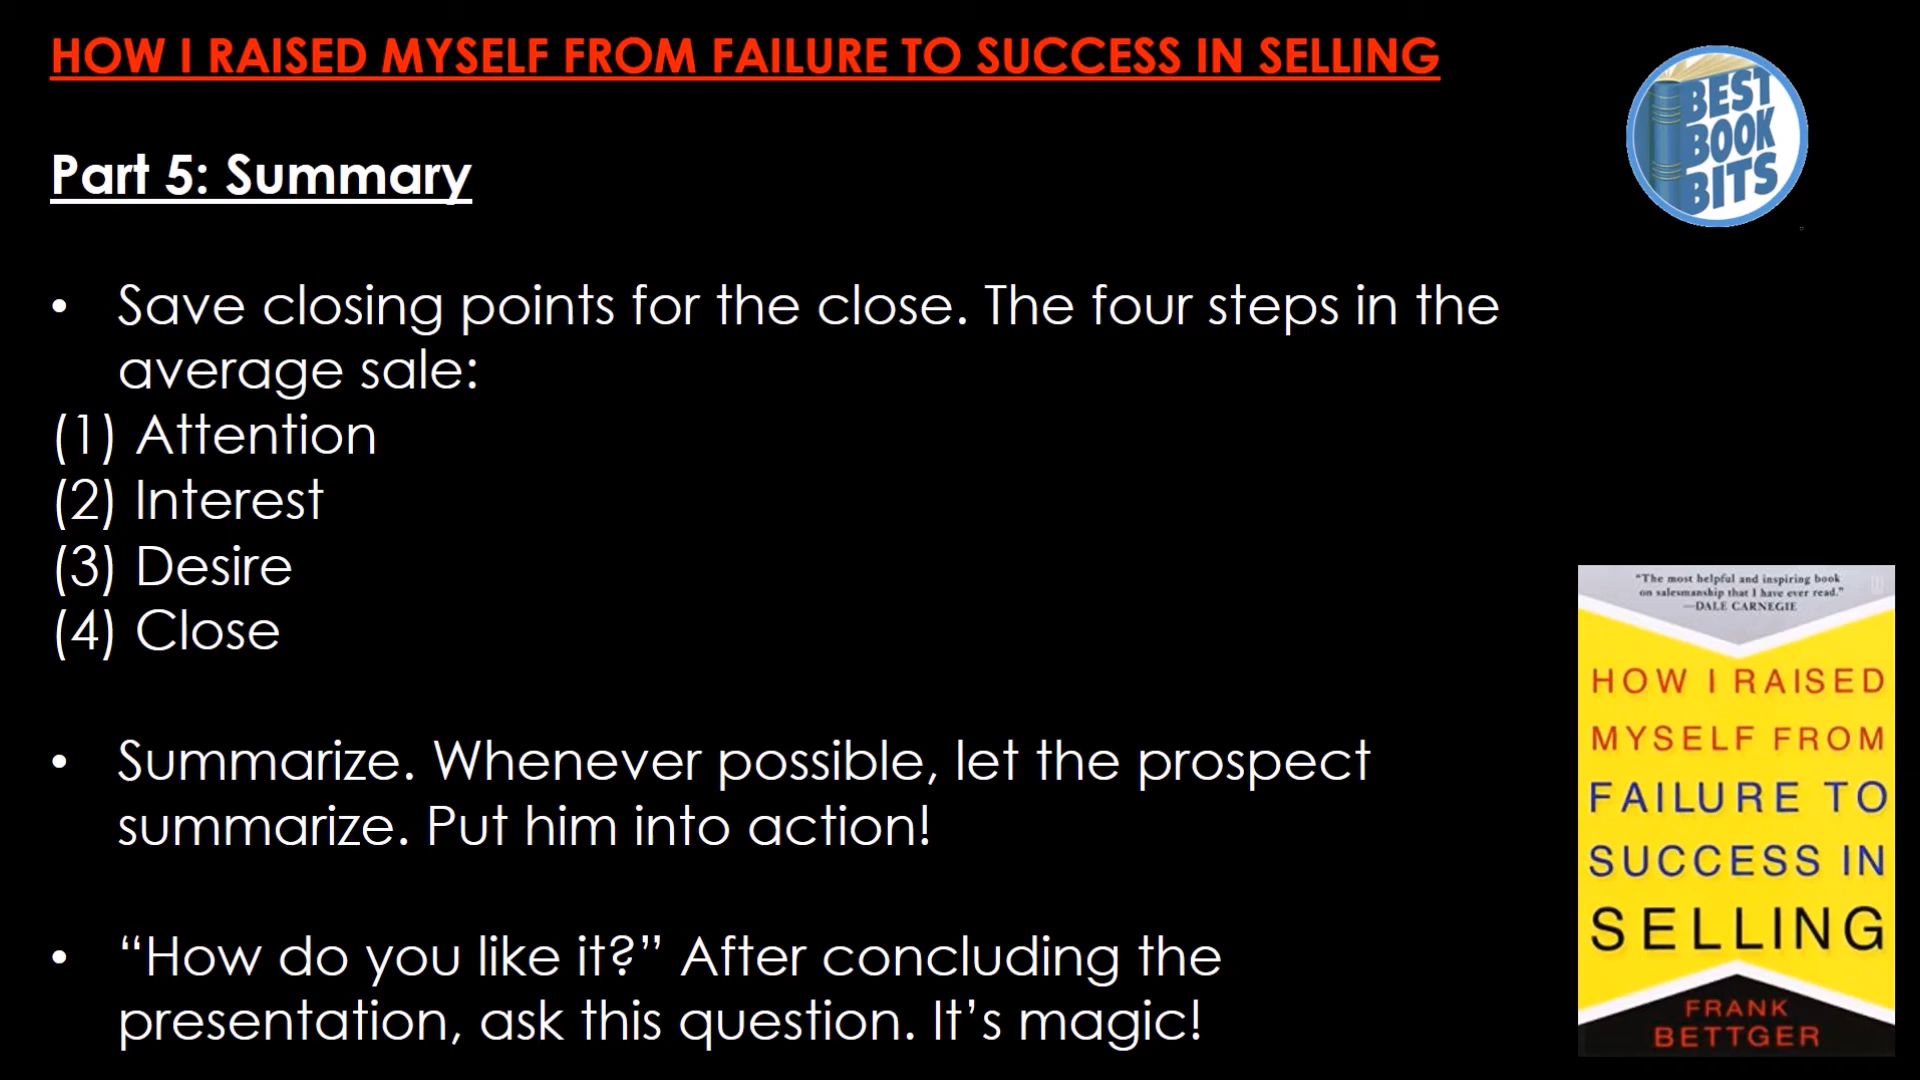 HOW I RAISED MYSELF FROM FAILURE TO SUCCESS IN SELLING
BEST
BOOK
BITS
Part 5: Summary
• Save closing points for the close. The four steps in the
average sale:
(1) Attention
(2) Interest
(3) Desire
(4) Close
• Summarize. Whenever possible, let the prospect
summarize. Put him into action!
• “How do you like it?” After concluding the
presentation, ask this question. It’s magic!
“The most helpful and inspiring book
on salesmanship that I have ever read.”
—DALE CARNEGIE
HOW I RAISED
MYSELF FROM
FAILURE TO
SUCCESS IN
SELLING
FRANK
BETTGER